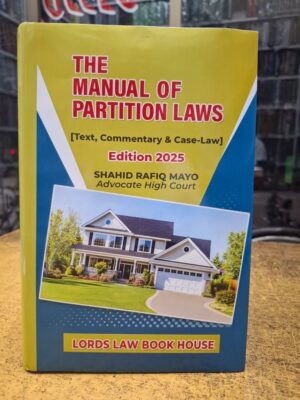 THE
MANUAL OF
PARTITION LAWS
[Text, Commentary & Case-Law]
Edition 2025
SHAHID RAFIQ MAYO
Advocate High Court
LORDS LAW BOOK HOUSE